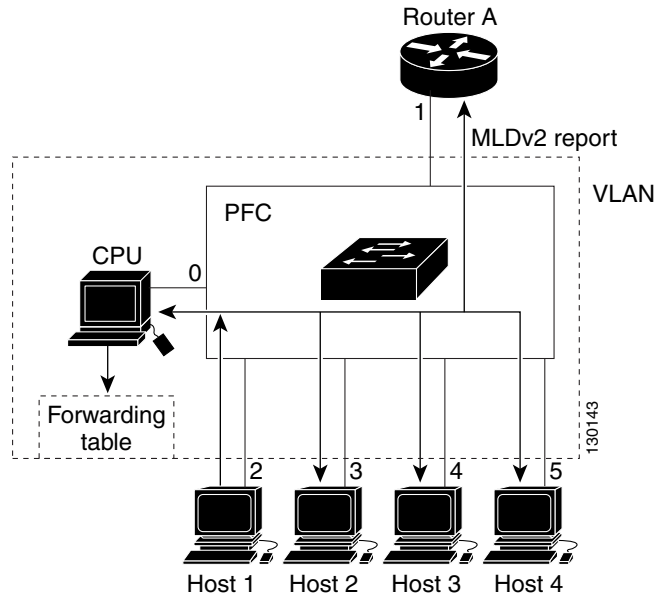 Router A
1
MLDv2 report
VLAN
PFC
CPU
0
Forwarding
table
130143
2
3
4
5
Host 1
Host 2
Host 3
Host 4